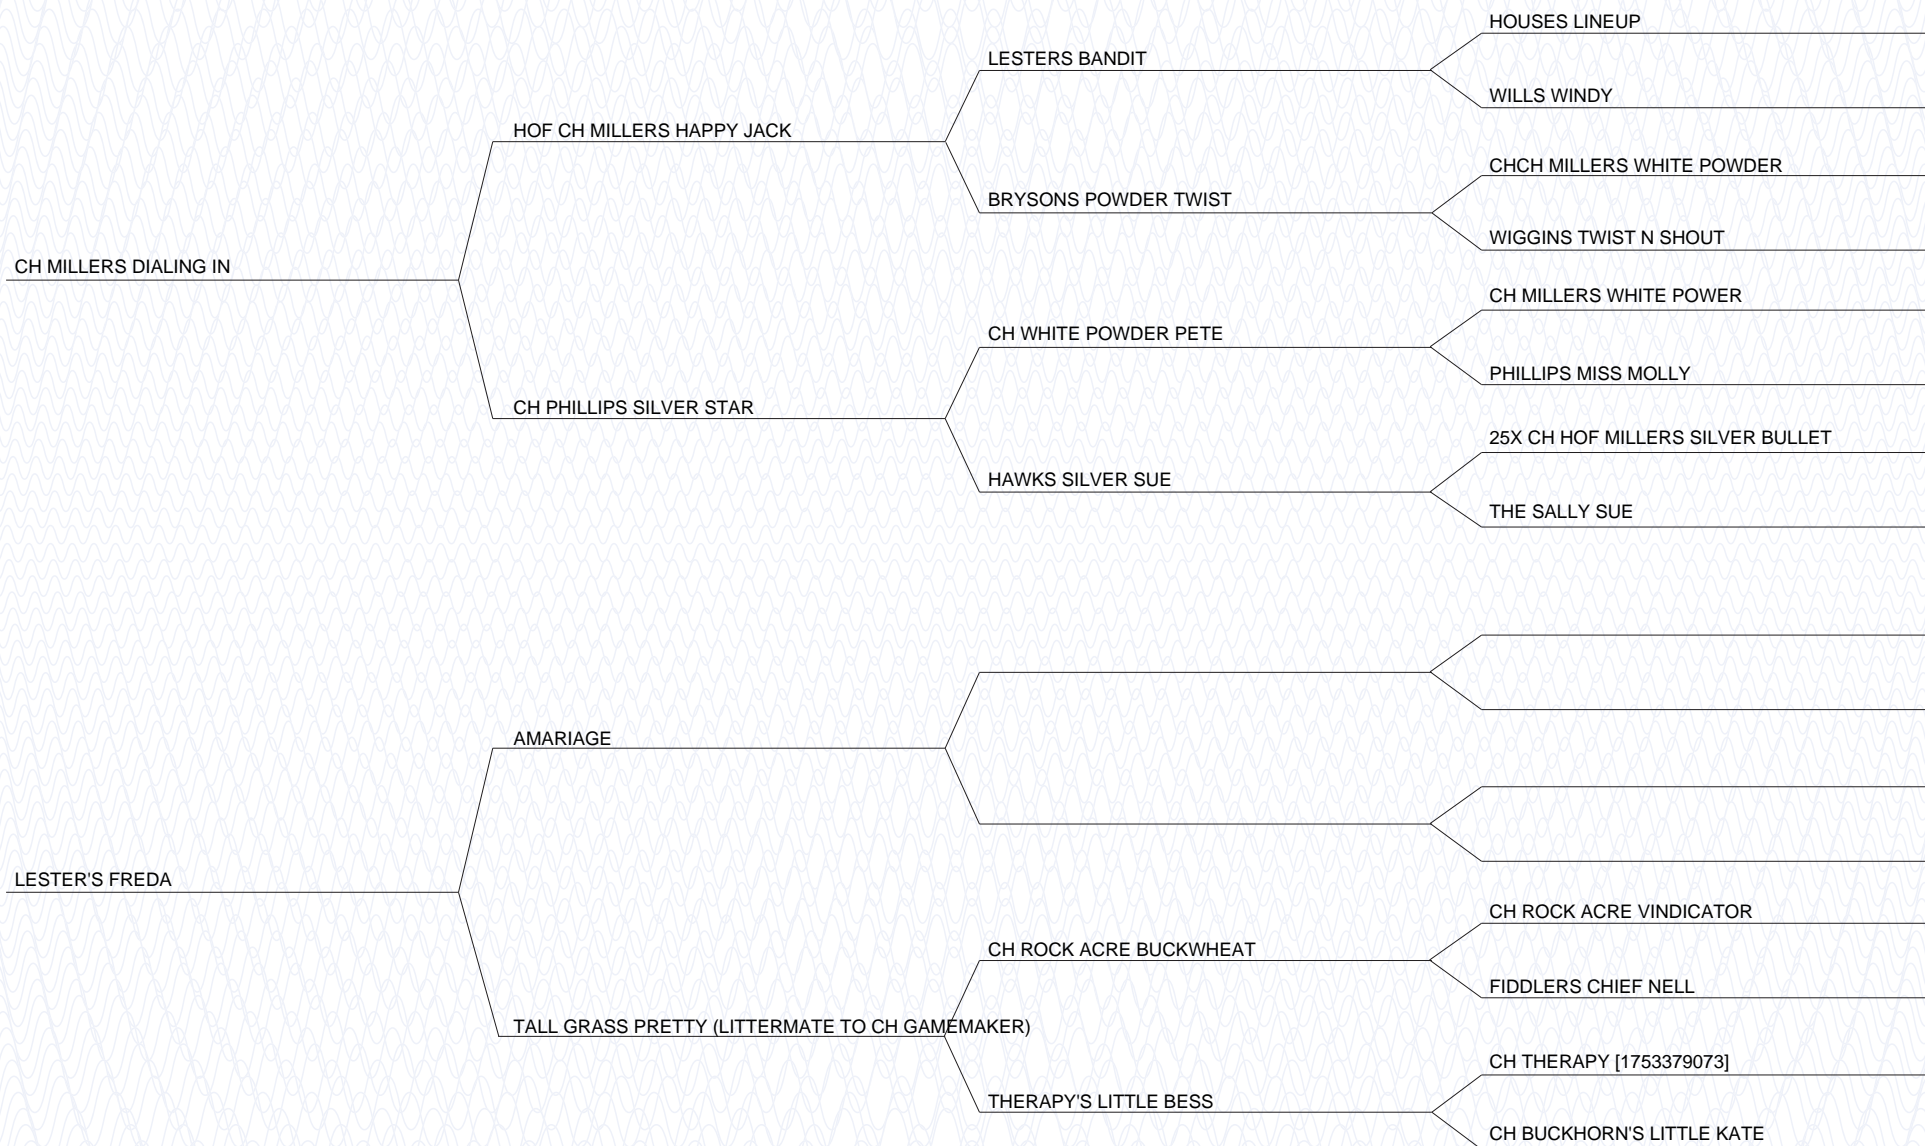 HOUSES LINEUP
LESTERS BANDIT
WILLS WINDY
HOF CH MILLERS HAPPY JACK
CHCH MILLERS WHITE POWDER
BRYSONS POWDER TWIST
WIGGINS TWIST N SHOUT
CH MILLERS DIALING IN
CH MILLERS WHITE POWER
CH WHITE POWDER PETE
PHILLIPS MISS MOLLY
CH PHILLIPS SILVER STAR
25X CH HOF MILLERS SILVER BULLET
HAWKS SILVER SUE
THE SALLY SUE
AMARIAGE
LESTER'S FREDA
CH ROCK ACRE VINDICATOR
CH ROCK ACRE BUCKWHEAT
FIDDLERS CHIEF NELL
TALL GRASS PRETTY (LITTERMATE TO CH GAMEMAKER)
CH THERAPY [1753379073]
THERAPY'S LITTLE BESS
CH BUCKHORN'S LITTLE KATE